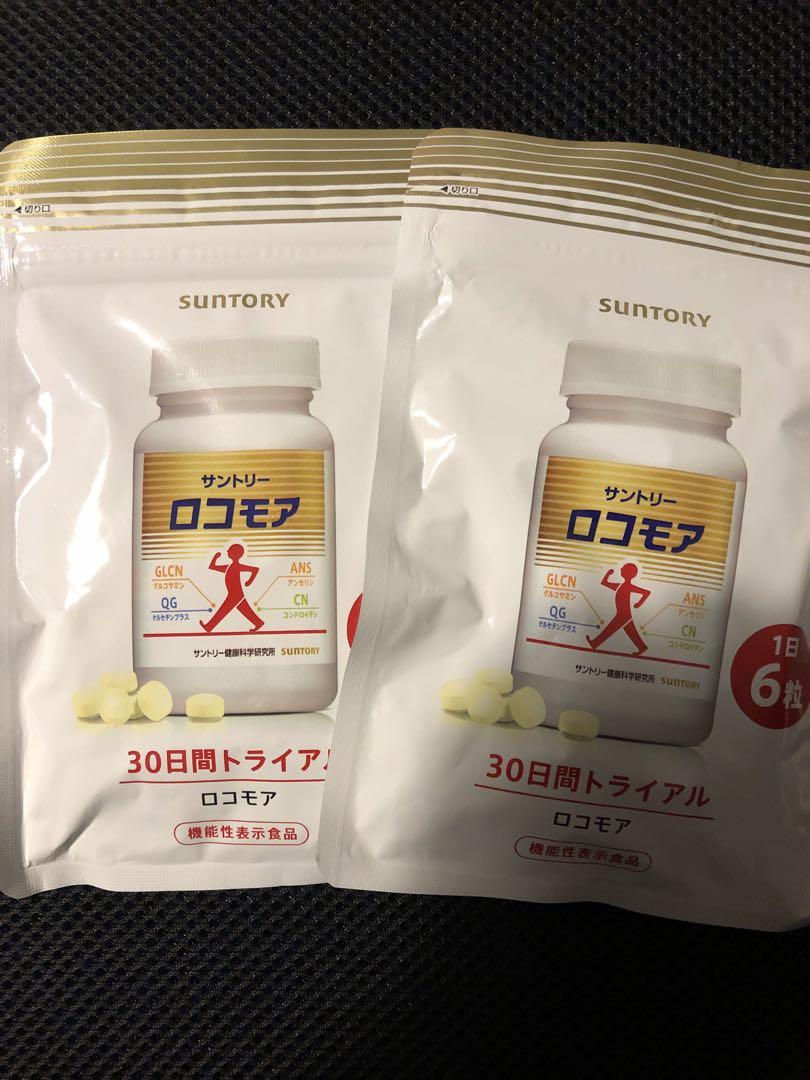 ◀切り口
SUNTORY
サントリー
ロコモア
GLCN
グルコサミン
ANS
アンセリン
QG
ケルセチンプラス
CN
コンドロイチン
サントリー健康科学研究所 SUNTORY
30日間トライア
ロコモア
機能性表示食品
◀切り口
SUNTORY
サントリー
ロコモア
GLCN
グルコサミン
ANS
アンセリン
QG
ケルセチンプラス
CN
コンドロイチン
サントリー健康科学研究所 SUNTORY
1日
6粒
30日間トライアル
ロコモア
機能性表示食品